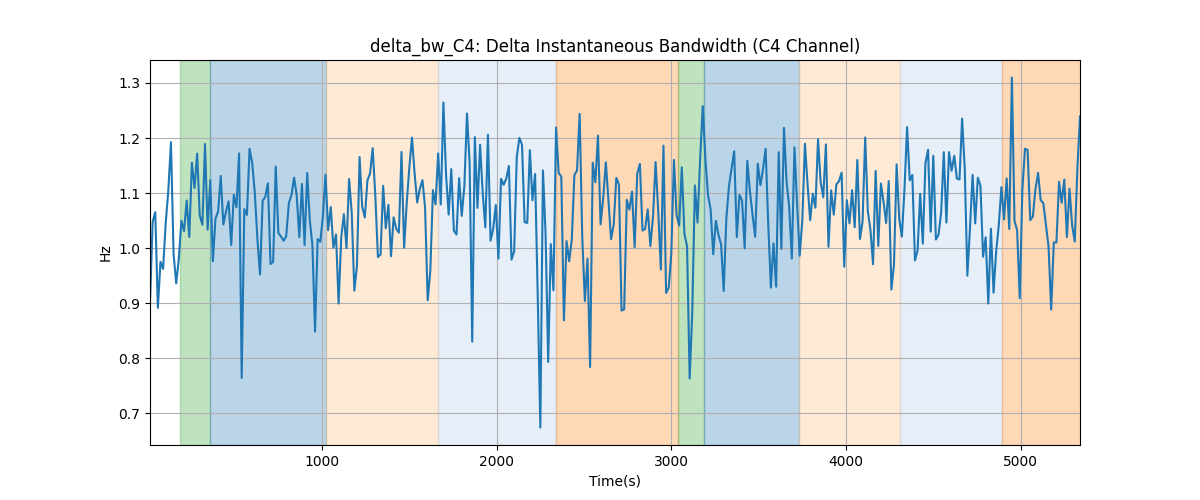 delta_bw_C4: Delta Instantaneous Bandwidth (C4 Channel)
1.3
1.2
1.1
1.0
0.9
0.8
0.7
Hz
1000 2000 3000 4000 5000
Time(s)